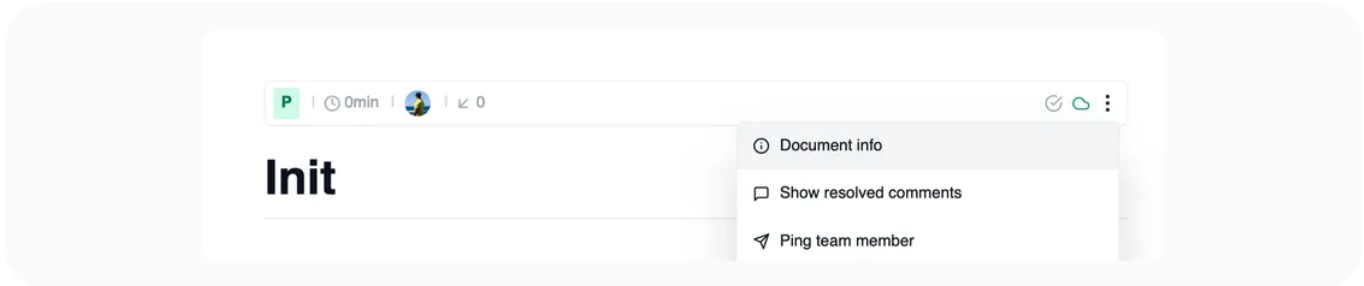 P 0min 0
Document info
Init
Show resolved comments
Ping team member